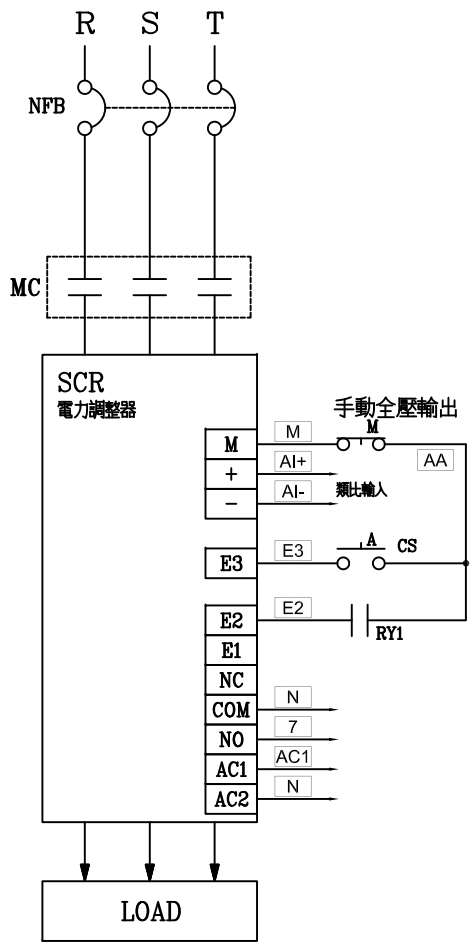 R S T
NFB
MC
SCR
電力調整器
手動全壓輸出
M M M
AA
+ AI+
- AI- 類比輸入
E3 E3 A CS
E2 E2 RY1
E1
NC
COM N
NO 7
AC1 AC1
AC2 N
LOAD